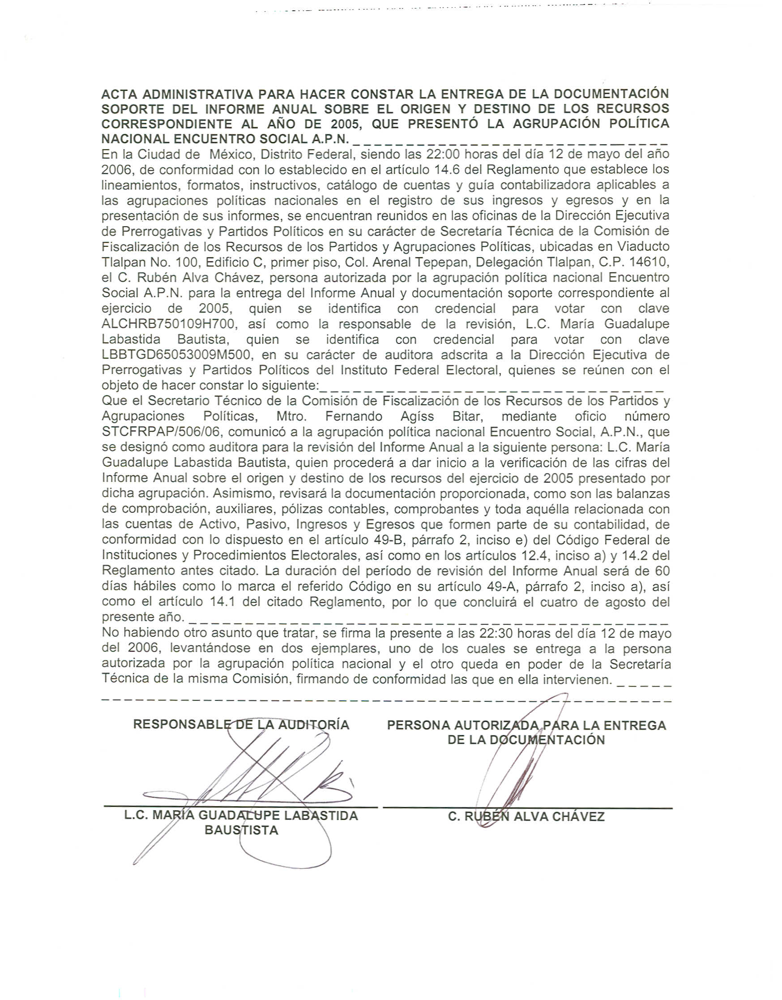 ACTA ADMINISTRATIVA PARA HACER CONSTAR LA ENTREGA DE LA DOCUMENTACIÓN
SOPORTE DEL INFORME ANUAL SOBRE EL ORIGEN Y DESTINO DE LOS RECURSOS
CORRESPONDIENTE AL AÑO DE 2005, QUE PRESENTÓ LA AGRUPACIÓN POLÍTICA
NACIONAL ENCUENTRO SOCIAL A.P.N. _ _ _ _ _ _ _ _ _ _ _ _ _ _ _ _ _ _ _ _ _ _ _ _ _ _ _ _
En la Ciudad de México, Distrito Federal, siendo las 22:00 horas del día 12 de mayo del año
2006, de conformidad con lo establecido en el artículo 14.6 del Reglamento que establece los
lineamientos, formatos, instructivos, catálogo de cuentas y guía contabilizadora aplicables a
las agrupaciones políticas nacionales en el registro de sus ingresos y egresos y en la
presentación de sus informes, se encuentran reunidos en las oficinas de la Dirección Ejecutiva
de Prerrogativas y Partidos Políticos en su carácter de Secretaría Técnica de la Comisión de
Fiscalización de los Recursos de los Partidos y Agrupaciones Políticas, ubicadas en Viaducto
Tlalpan No. 100, Edificio C, primer piso, Col. Arenal Tepepan, Delegación Tlalpan, C.P. 14610,
el C. Rubén Alva Chávez, persona autorizada por la agrupación política nacional Encuentro
Social A.P.N. para la entrega del Informe Anual y documentación soporte correspondiente al
ejercicio de 2005, quien se identifica con credencial para votar con clave
ALCHRB750109H700, así como la responsable de la revisión, L.C. María Guadalupe
Labastida Bautista, quien se identifica con credencial para votar con clave
LBBTGD65053009M500, en su carácter de auditora adscrita a la Dirección Ejecutiva de
Prerrogativas y Partidos Políticos del Instituto Federal Electoral, quienes se reúnen con el
objeto de hacer constar lo siguiente:_ _ _ _ _ _ _ _ _ _ _ _ _ _ _ _ _ _ _ _ _ _ _ _ _ _ _ _ _ _ _
Que el Secretario Técnico de la Comisión de Fiscalización de los Recursos de los Partidos y
Agrupaciones Políticas, Mtro. Fernando Agíss Bitar, mediante oficio número
STCFRPAP/506/06, comunicó a la agrupación política nacional Encuentro Social, A.P.N., que
se designó como auditora para la revisión del Informe Anual a la siguiente persona: L.C. María
Guadalupe Labastida Bautista, quien procederá a dar inicio a la verificación de las cifras del
Informe Anual sobre el origen y destino de los recursos del ejercicio de 2005 presentado por
dicha agrupación. Asimismo, revisará la documentación proporcionada, como son las balanzas
de comprobación, auxiliares, pólizas contables, comprobantes y toda aquélla relacionada con
las cuentas de Activo, Pasivo, Ingresos y Egresos que formen parte de su contabilidad, de
conformidad con lo dispuesto en el artículo 49-B, párrafo 2, inciso e) del Código Federal de
Instituciones y Procedimientos Electorales, así como en los artículos 12.4, inciso a) y 14.2 del
Reglamento antes citado. La duración del período de revisión del Informe Anual será de 60
días hábiles como lo marca el referido Código en su artículo 49-A, párrafo 2, inciso a), así
como el artículo 14.1 del citado Reglamento, por lo que concluirá el cuatro de agosto del
presente año. _ _ _ _ _ _ _ _ _ _ _ _ _ _ _ _ _ _ _ _ _ _ _ _ _ _ _ _ _ _ _ _ _ _ _ _ _ _ _ _ _ _ _
No habiendo otro asunto que tratar, se firma la presente a las 22:30 horas del día 12 de mayo
del 2006, levantándose en dos ejemplares, uno de los cuales se entrega a la persona
autorizada por la agrupación política nacional y el otro queda en poder de la Secretaría
Técnica de la misma Comisión, firmando de conformidad las que en ella intervienen. _ _ _ _ _
RESPONSABLE DE LA AUDITORÍA
PERSONA AUTORIZADA PARA LA ENTREGA
DE LA DOCUMENTACIÓN
L.C. MARÍA GUADALUPE LABASTIDA
BAUSTISTA
C. RUBÉN ALVA CHÁVEZ